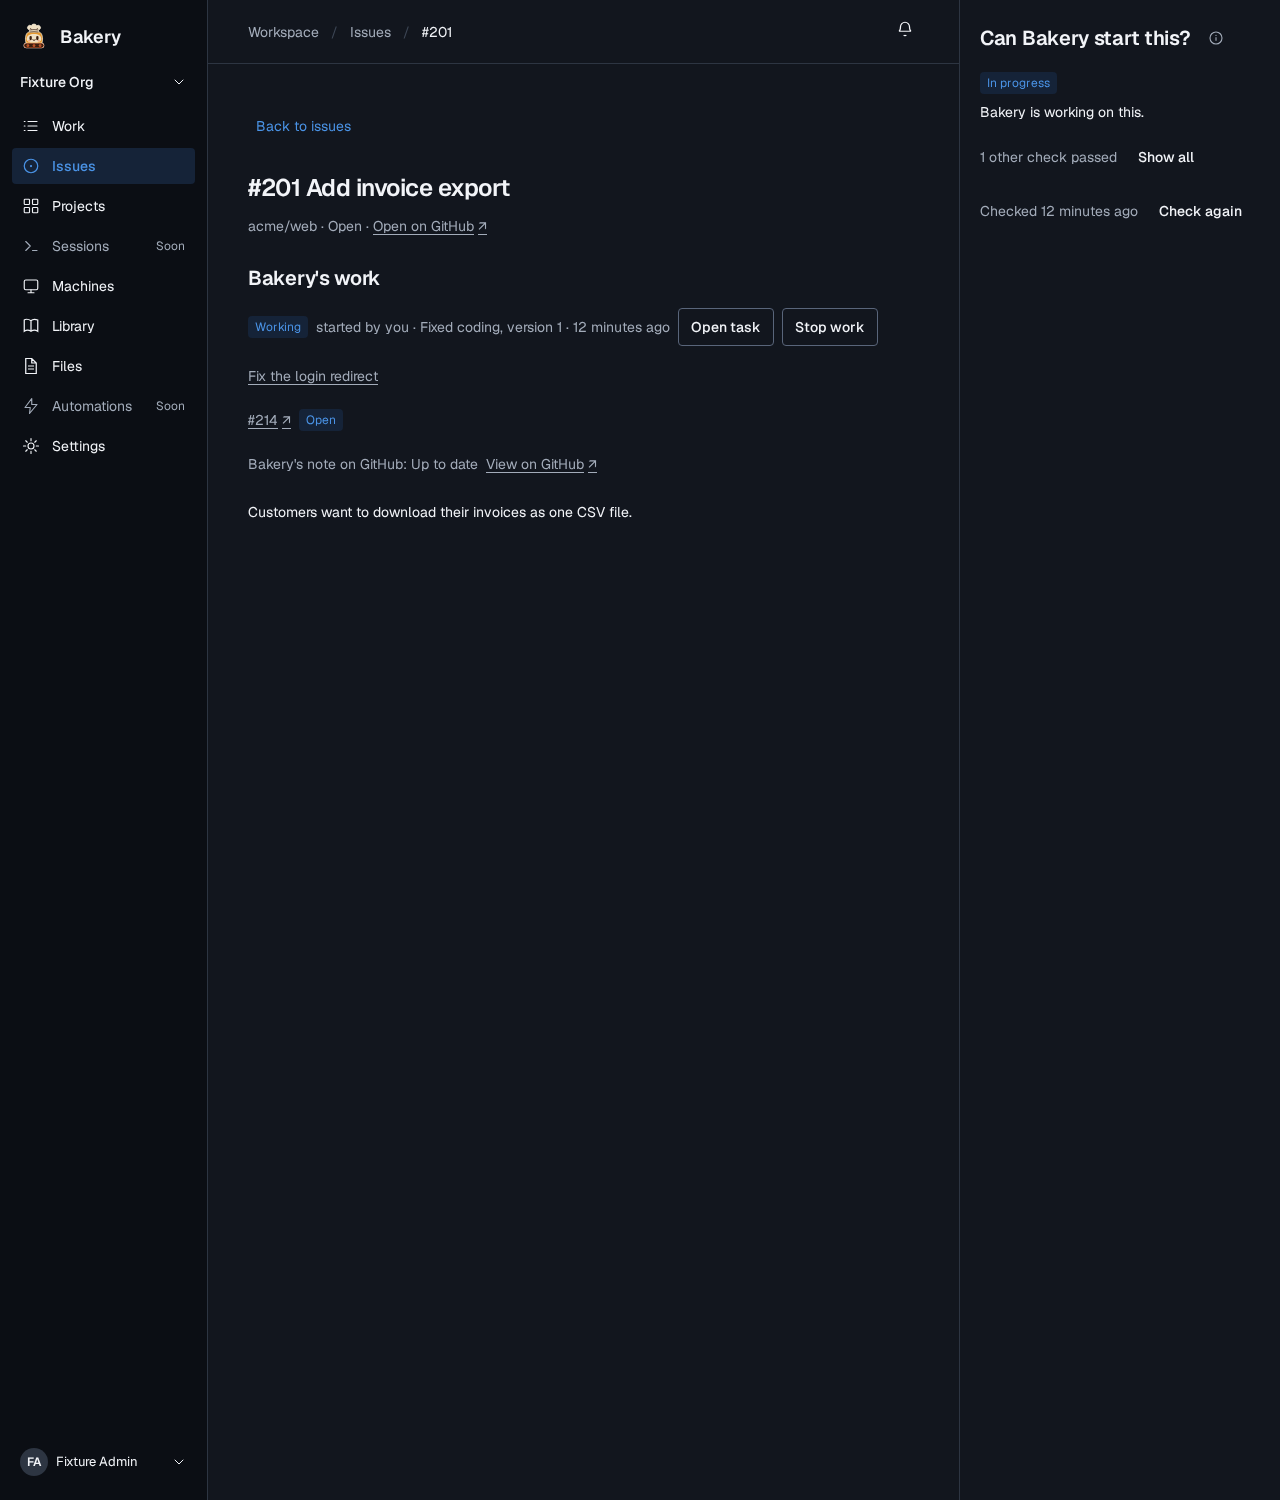 Bakery
Fixture Org
Work
Issues
Projects
Sessions Soon
Machines
Library
Files
Automations Soon
Settings
FA Fixture Admin
Workspace / Issues / #201
Back to issues
#201 Add invoice export
acme/web · Open · Open on GitHub ↗
Bakery's work
Working started by you · Fixed coding, version 1 · 12 minutes ago Open task Stop work
Fix the login redirect
#214 ↗ Open
Bakery's note on GitHub: Up to date View on GitHub ↗
Customers want to download their invoices as one CSV file.
Can Bakery start this?
In progress
Bakery is working on this.
1 other check passed Show all
Checked 12 minutes ago Check again